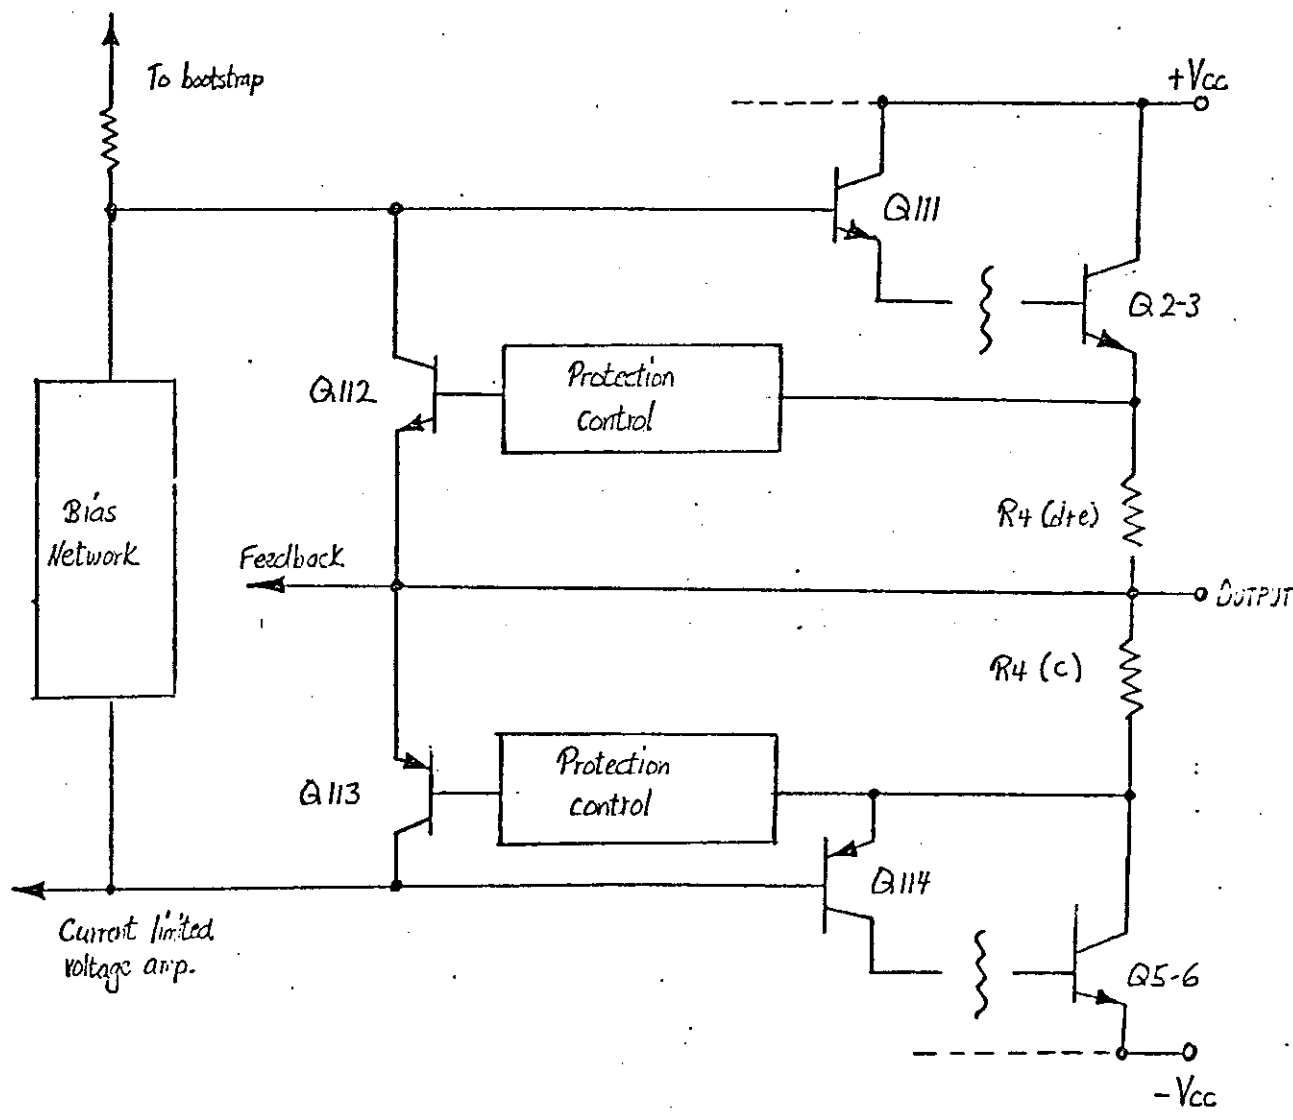 To bootstrap
+Vcc
Q111
Q2-3
Q112
Protection
control
R4 (d+e)
Bias
Network
Feedback
OUTPUT
R4 (c)
Q113
Protection
control
Q114
Current limited
voltage amp.
Q5-6
-Vcc